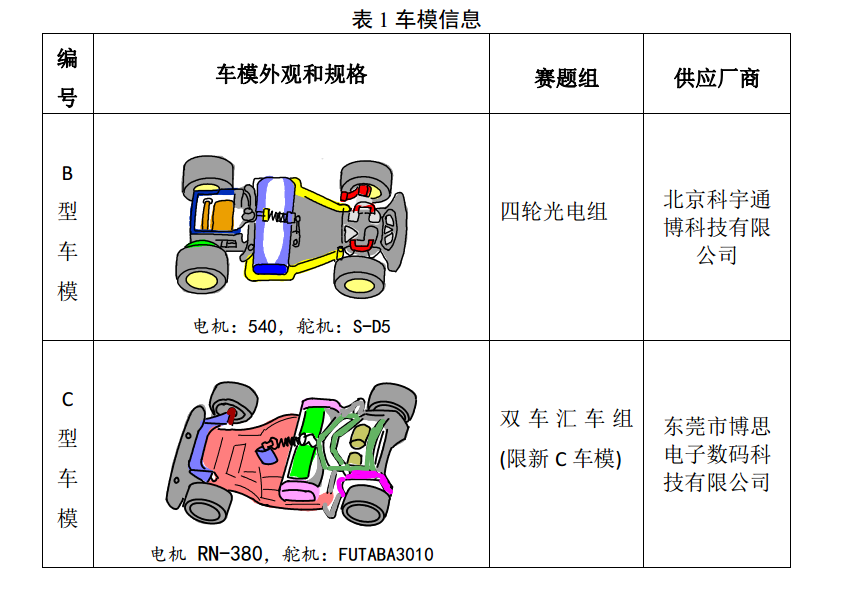 表 1 车模信息
编
号
车模外观和规格
赛题组
供应厂商
B
型
车
模
电机：540，舵机：S-D5
四轮光电组
北京科宇通
博科技有限
公司
C
型
车
模
电机 RN-380，舵机：FUTABA3010
双车汇车组
(限新 C 车模)
东莞市博思
电子数码科
技有限公司